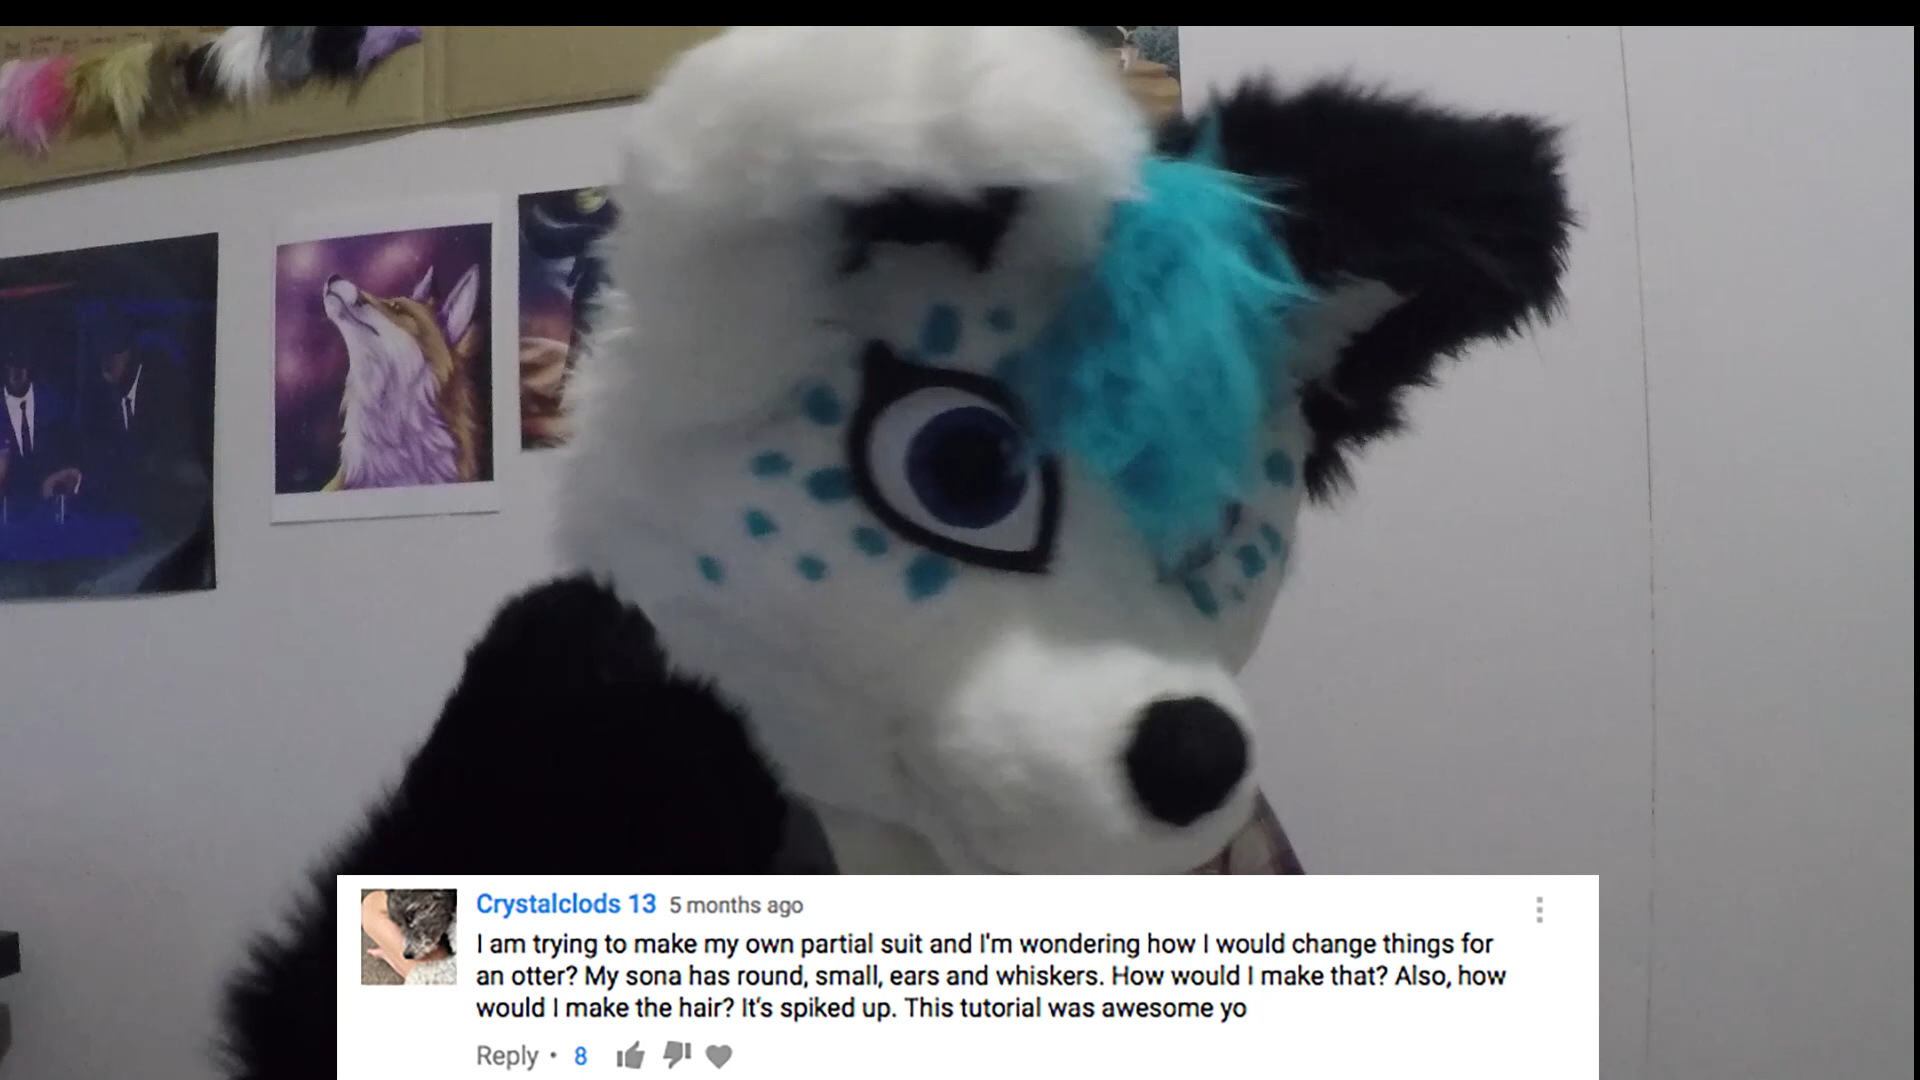 Crystalclods 13 5 months ago
I am trying to make my own partial suit and I'm wondering how I would change things for
an otter? My sona has round, small, ears and whiskers. How would I make that? Also, how
would I make the hair? It's spiked up. This tutorial was awesome yo
Reply • 8